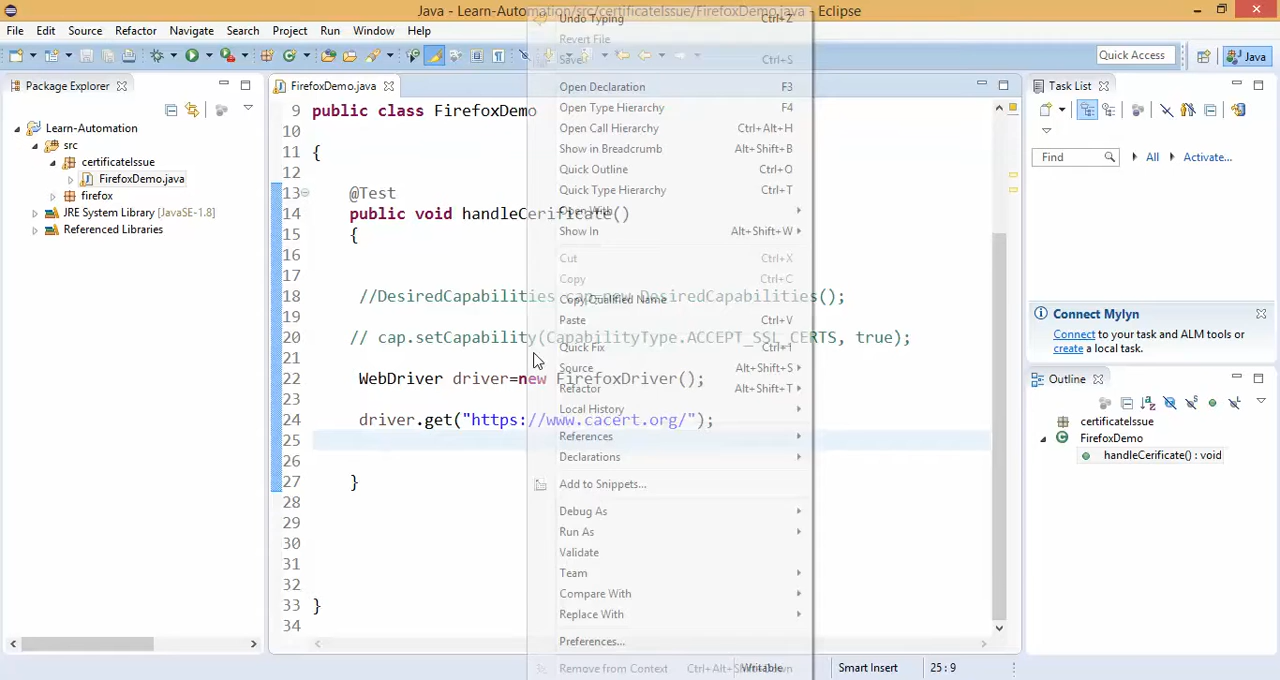 Java - Learn-Automation/src/certificateIssue/FirefoxDemo.java - Eclipse
File Edit Source Refactor Navigate Search Project Run Window Help
Quick Access
Java
Package Explorer
Learn-Automation
src
certificateIssue
FirefoxDemo.java
firefox
JRE System Library [JavaSE-1.8]
Referenced Libraries
FirefoxDemo.java
9 public class FirefoxDemo
10
11 {
12
13 @Test
14 public void handleCerificate()
15 {
16
17
18 //DesiredCapabilities cap=new DesiredCapabilities();
19
20 // cap.setCapability(CapabilityType.ACCEPT_SSL_CERTS, true);
21
22 WebDriver driver=new FirefoxDriver();
23
24 driver.get("https://www.cacert.org/");
25
26
27 }
28
29
30
31
32
33 }
34
Undo Typing Ctrl+Z
Revert File
Save Ctrl+S
Open Declaration F3
Open Type Hierarchy F4
Open Call Hierarchy Ctrl+Alt+H
Show in Breadcrumb Alt+Shift+B
Quick Outline Ctrl+O
Quick Type Hierarchy Ctrl+T
Open With
Show In Alt+Shift+W
Cut Ctrl+X
Copy Ctrl+C
Copy Qualified Name
Paste Ctrl+V
Quick Fix Ctrl+1
Source Alt+Shift+S
Refactor Alt+Shift+T
Local History
References
Declarations
Add to Snippets...
Debug As
Run As
Validate
Team
Compare With
Replace With
Preferences...
Remove from Context Ctrl+Alt+Shift+Down
Task List
Find All Activate...
Connect Mylyn
Connect to your task and ALM tools or
create a local task.
Outline
certificateIssue
FirefoxDemo
handleCerificate() : void
Writable Smart Insert 25 : 9